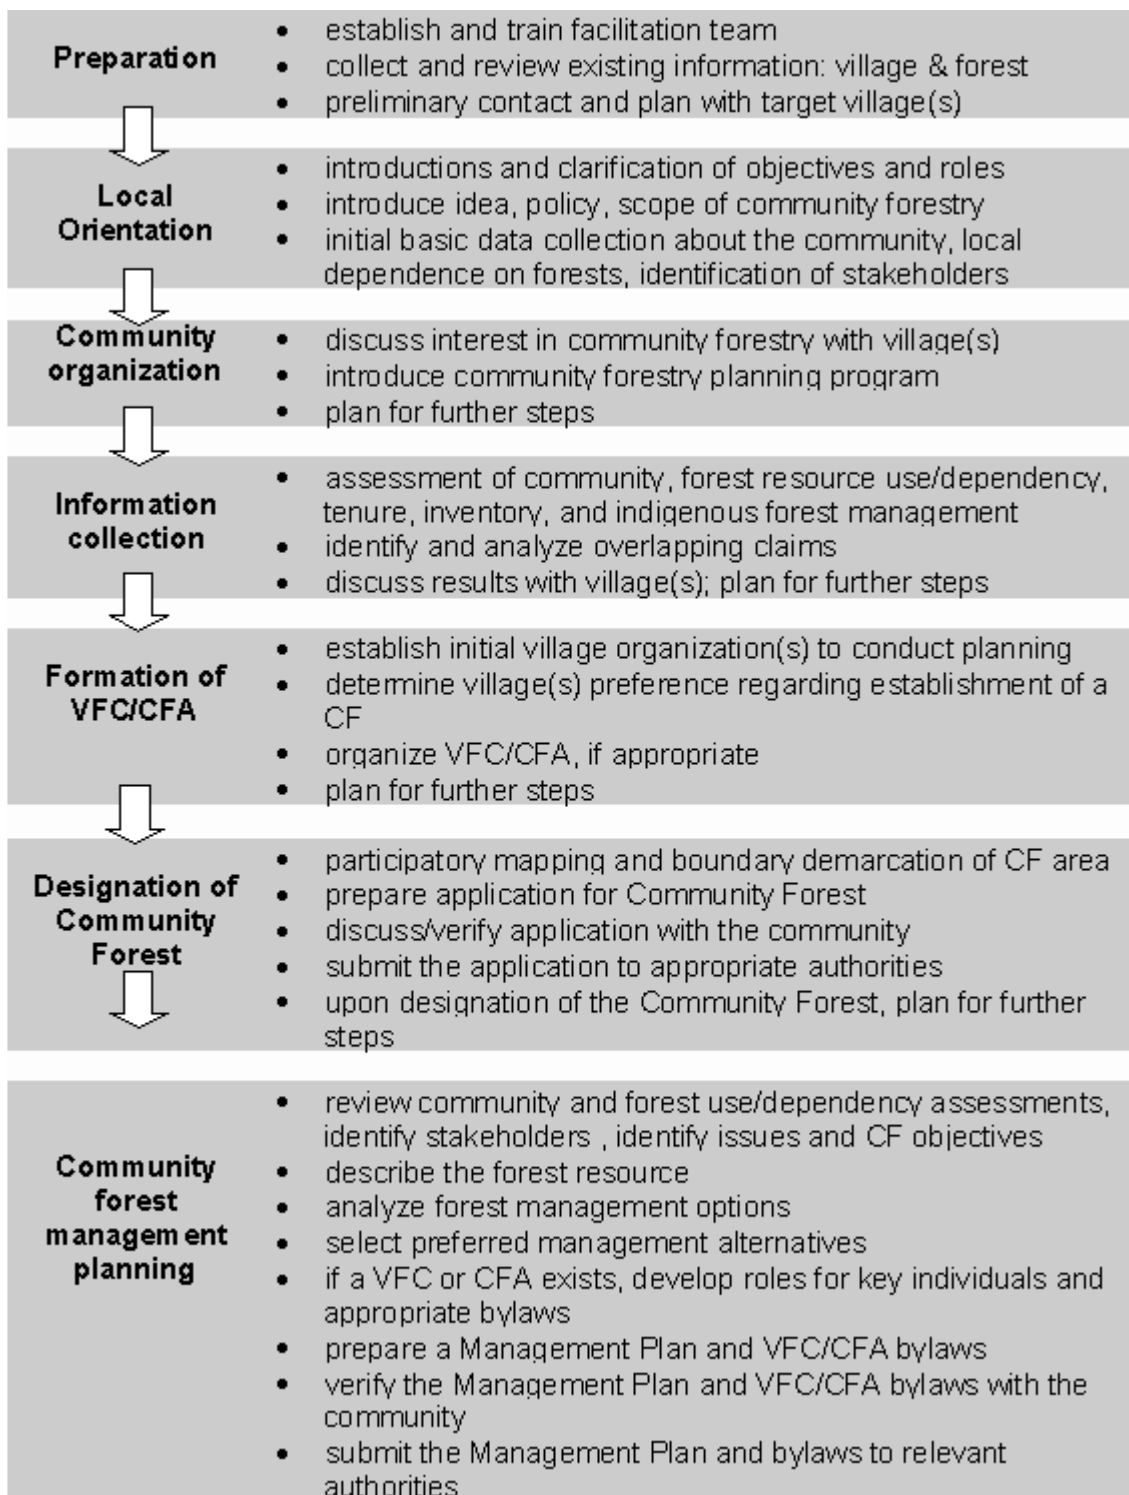 Preparation
• establish and train facilitation team
• collect and review existing information: village & forest
• preliminary contact and plan with target village(s)
Local
Orientation
• introductions and clarification of objectives and roles
• introduce idea, policy, scope of community forestry
• initial basic data collection about the community, local
dependence on forests, identification of stakeholders
Community
organization
• discuss interest in community forestry with village(s)
• introduce community forestry planning program
• plan for further steps
Information
collection
• assessment of community, forest resource use/dependency,
tenure, inventory, and indigenous forest management
• identify and analyze overlapping claims
• discuss results with village(s); plan for further steps
Formation of
VFC/CFA
• establish initial village organization(s) to conduct planning
• determine village(s) preference regarding establishment of a
CF
• organize VFC/CFA, if appropriate
• plan for further steps
Designation of
Community
Forest
• participatory mapping and boundary demarcation of CF area
• prepare application for Community Forest
• discuss/verify application with the community
• submit the application to appropriate authorities
• upon designation of the Community Forest, plan for further
steps
Community
forest
management
planning
• review community and forest use/dependency assessments,
identify stakeholders , identify issues and CF objectives
• describe the forest resource
• analyze forest management options
• select preferred management alternatives
• if a VFC or CFA exists, develop roles for key individuals and
appropriate bylaws
• prepare a Management Plan and VFC/CFA bylaws
• verify the Management Plan and VFC/CFA bylaws with the
community
• submit the Management Plan and bylaws to relevant
authorities